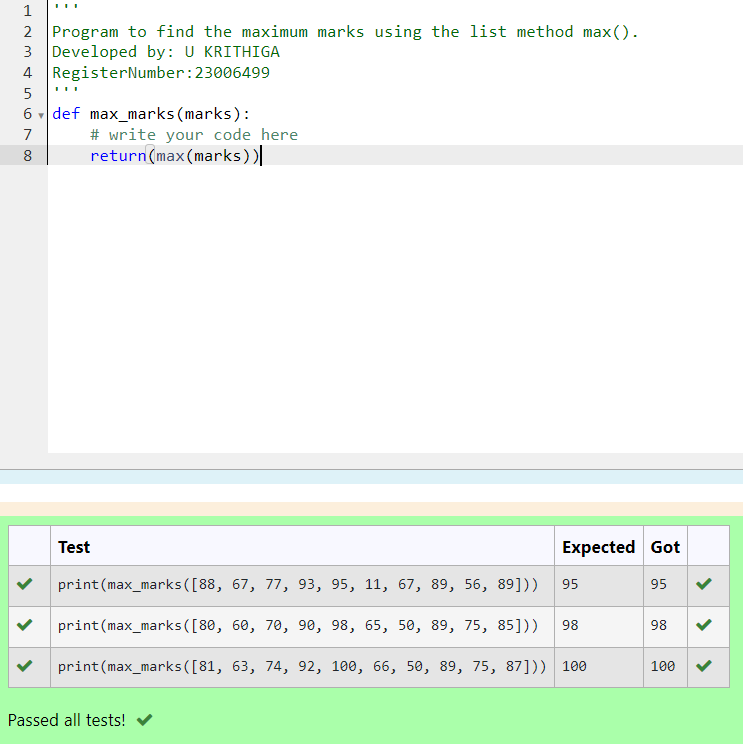 1 '''
2 Program to find the maximum marks using the list method max().
3 Developed by: U KRITHIGA
4 RegisterNumber:23006499
5 '''
6 def max_marks(marks):
7     # write your code here
8     return(max(marks))
Test Expected Got
print(max_marks([88, 67, 77, 93, 95, 11, 67, 89, 56, 89])) 95 95
print(max_marks([80, 60, 70, 90, 98, 65, 50, 89, 75, 85])) 98 98
print(max_marks([81, 63, 74, 92, 100, 66, 50, 89, 75, 87])) 100 100
Passed all tests!